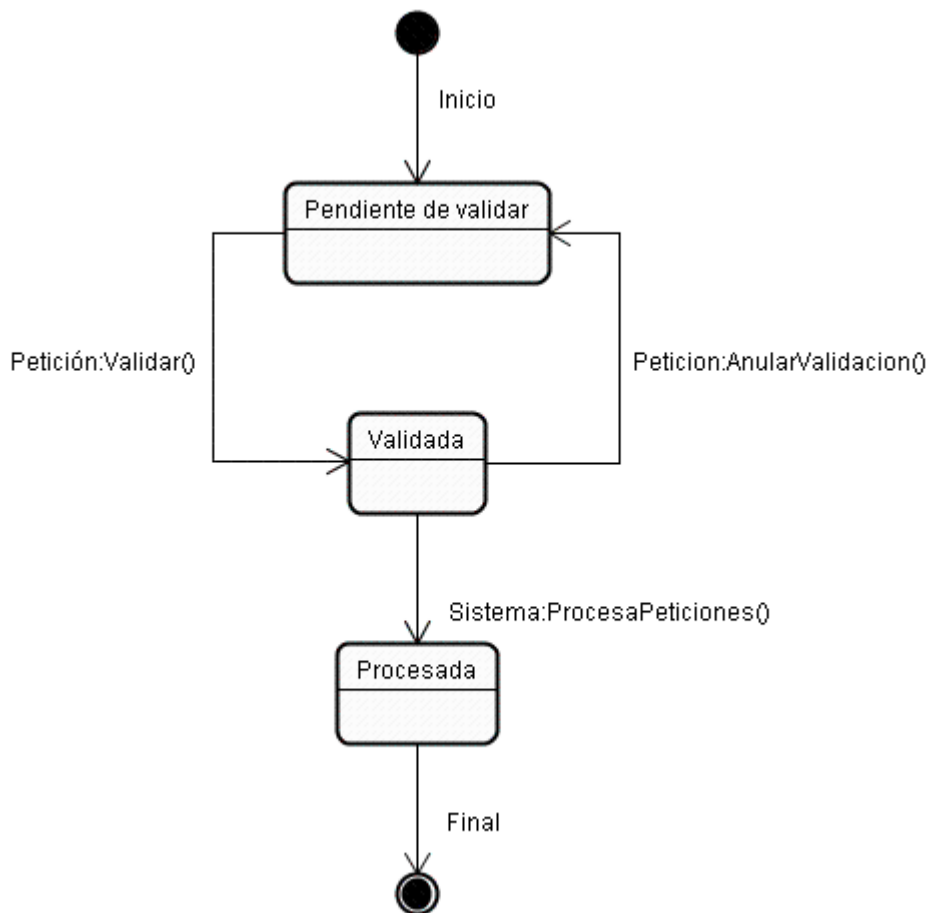 Inicio
Pendiente de validar
Petición:Validar()
Peticion:AnularValidacion()
Validada
Sistema:ProcesaPeticiones()
Procesada
Final